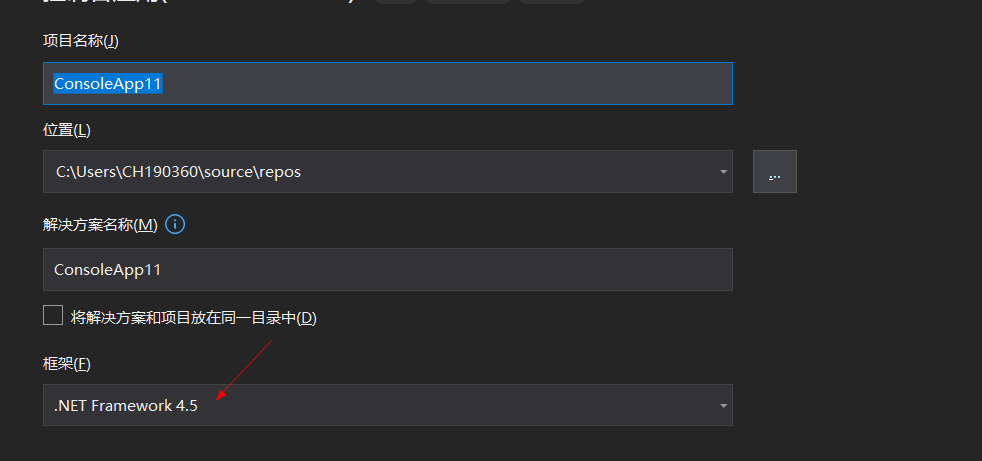 项目名称(J)
ConsoleApp11
位置(L)
C:\Users\CH190360\source\repos
...
解决方案名称(M)
ConsoleApp11
将解决方案和项目放在同一目录中(D)
框架(F)
.NET Framework 4.5